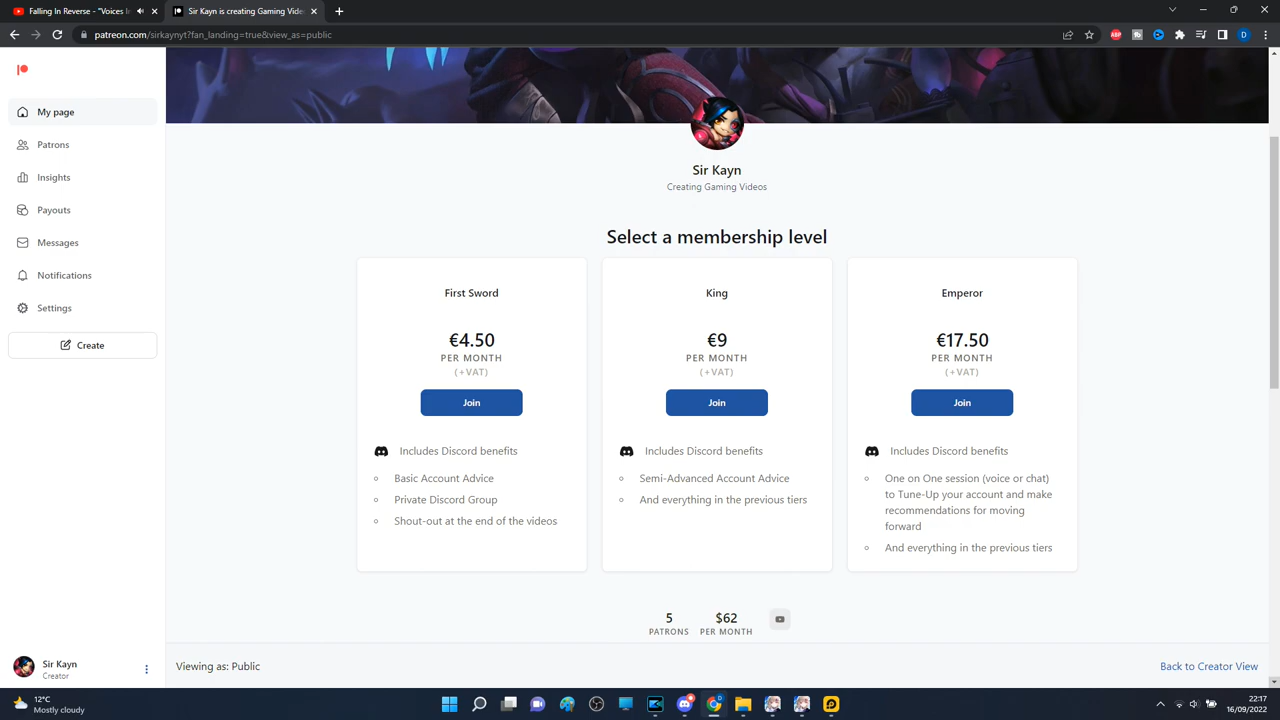 Falling In Reverse - "Voices In
Sir Kayn is creating Gaming Vide
patreon.com/sirkaynyt?fan_landing=true&view_as=public
ABP
D
My page
Patrons
Insights
Payouts
Messages
Notifications
Settings
Create
Sir Kayn
Creating Gaming Videos
Select a membership level
First Sword
€4.50
PER MONTH
(+VAT)
Join
Includes Discord benefits
Basic Account Advice
Private Discord Group
Shout-out at the end of the videos
King
€9
PER MONTH
(+VAT)
Join
Includes Discord benefits
Semi-Advanced Account Advice
And everything in the previous tiers
Emperor
€17.50
PER MONTH
(+VAT)
Join
Includes Discord benefits
One on One session (voice or chat)
to Tune-Up your account and make
recommendations for moving
forward
And everything in the previous tiers
5
PATRONS
$62
PER MONTH
Sir Kayn
Creator
Viewing as: Public
Back to Creator View
12°C
Mostly cloudy
22:17
16/09/2022